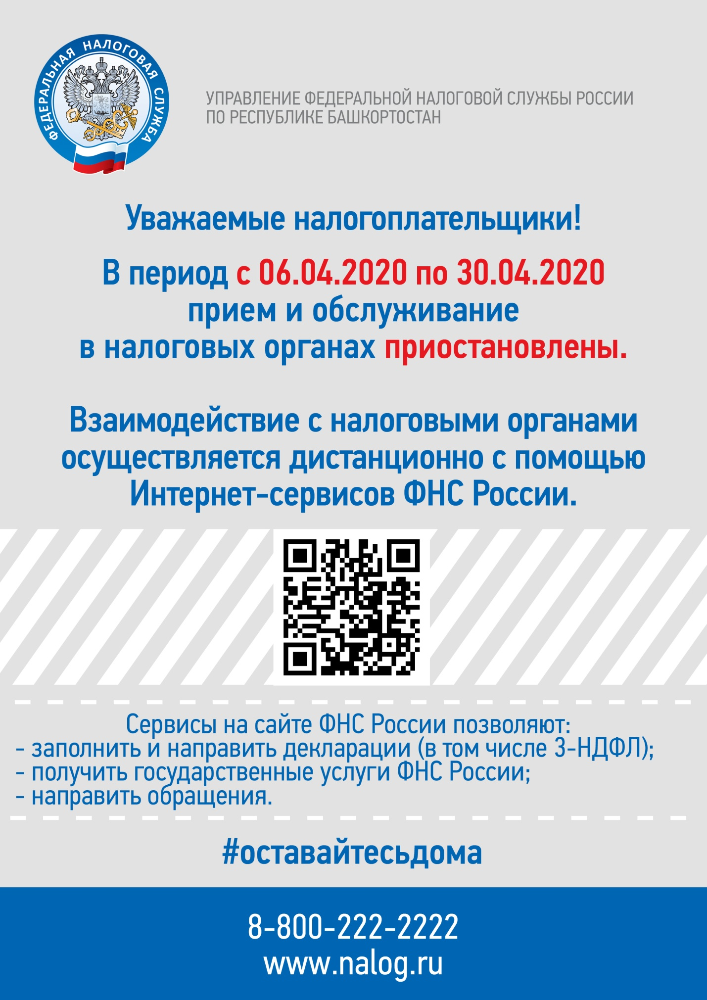 ФЕДЕРАЛЬНАЯ НАЛОГОВАЯ СЛУЖБА
УПРАВЛЕНИЕ ФЕДЕРАЛЬНОЙ НАЛОГОВОЙ СЛУЖБЫ РОССИИ
ПО РЕСПУБЛИКЕ БАШКОРТОСТАН
Уважаемые налогоплательщики!
В период с 06.04.2020 по 30.04.2020
прием и обслуживание
в налоговых органах приостановлены.
Взаимодействие с налоговыми органами
осуществляется дистанционно с помощью
Интернет-сервисов ФНС России.
Сервисы на сайте ФНС России позволяют:
- заполнить и направить декларации (в том числе 3-НДФЛ);
- получить государственные услуги ФНС России;
- направить обращения.
#оставайтесьдома
8-800-222-2222
www.nalog.ru